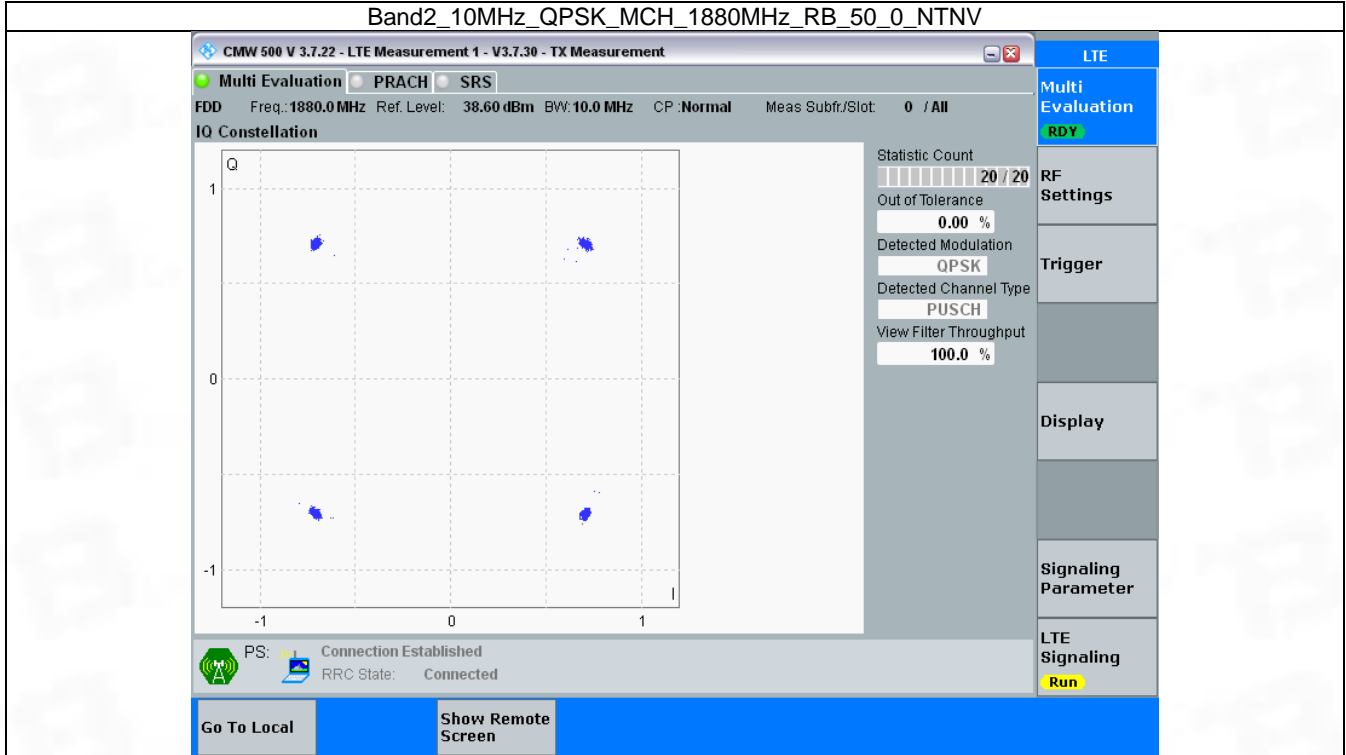 Band2_10MHz_QPSK_MCH_1880MHz_RB_50_0_NTNV
CMW 500 V 3.7.22 - LTE Measurement 1 - V3.7.30 - TX Measurement
LTE
Multi Evaluation PRACH SRS
Multi
Evaluation
RDY
FDD Freq.: 1880.0 MHz Ref. Level: 38.60 dBm BW: 10.0 MHz CP : Normal Meas Subfr./Slot: 0 / All
IQ Constellation
Q
1
0
-1
I
-1 0 1
Statistic Count
20 / 20
Out of Tolerance
0.00 %
Detected Modulation
QPSK
Detected Channel Type
PUSCH
View Filter Throughput
100.0 %
RF
Settings
Trigger
Display
Signaling
Parameter
LTE
Signaling
Run
PS: Connection Established
RRC State: Connected
Go To Local
Show Remote
Screen